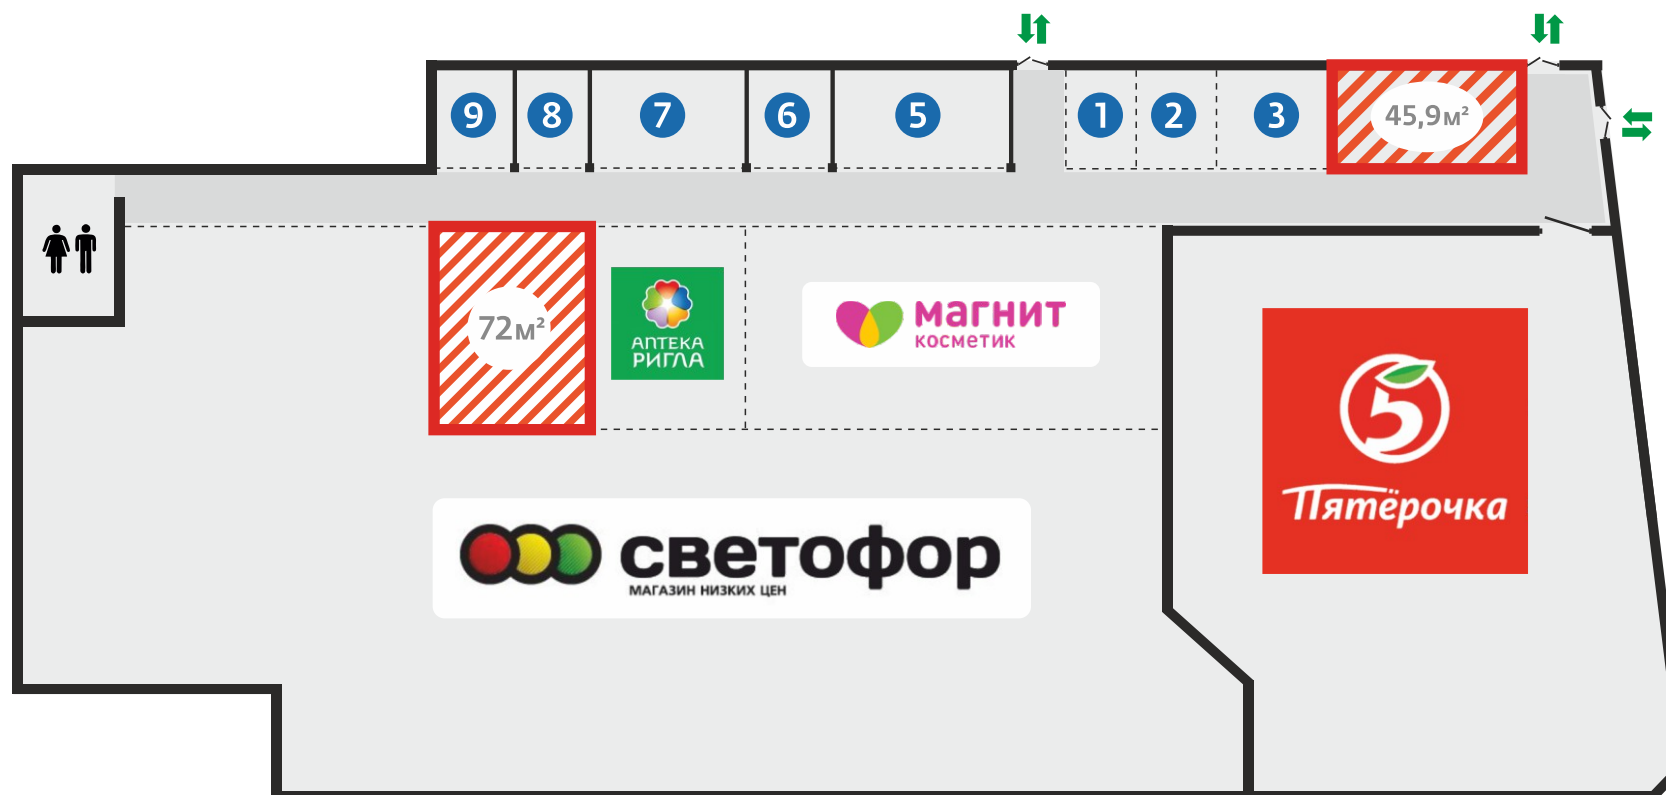 9 8 7 6 5 1 2 3 45,9м²
72м²
АПТЕКА
РИГЛА
магнит
косметик
5
Пятёрочка
светофор
МАГАЗИН НИЗКИХ ЦЕН